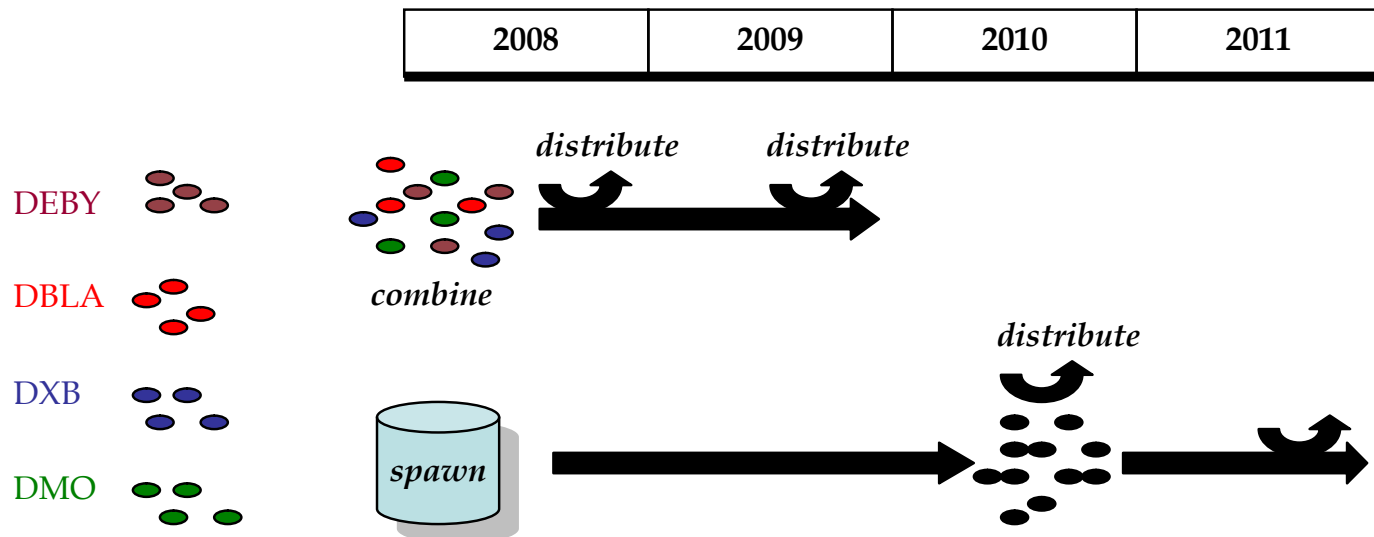 2008 2009 2010 2011
distribute distribute
DEBY
DBLA
combine
distribute
DXB
spawn
DMO